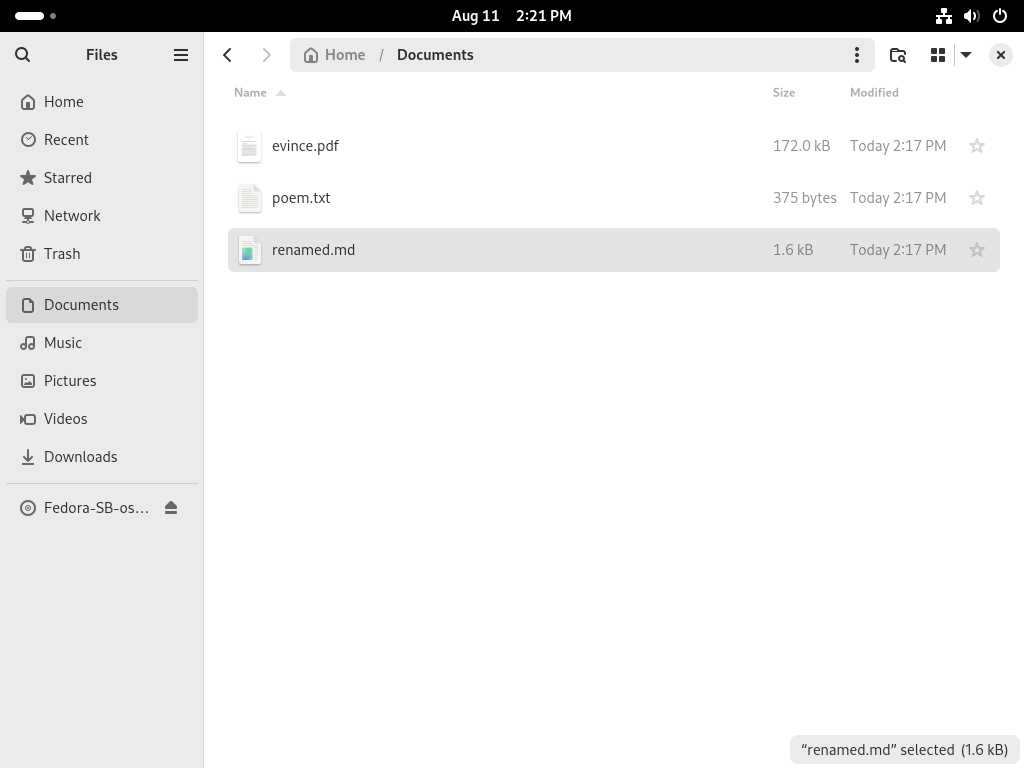 Aug 11 2:21 PM
Files
Home / Documents
Name Size Modified
Home
Recent
Starred
Network
Trash
Documents
Music
Pictures
Videos
Downloads
Fedora-SB-os…
evince.pdf 172.0 kB Today 2:17 PM
poem.txt 375 bytes Today 2:17 PM
renamed.md 1.6 kB Today 2:17 PM
“renamed.md” selected (1.6 kB)